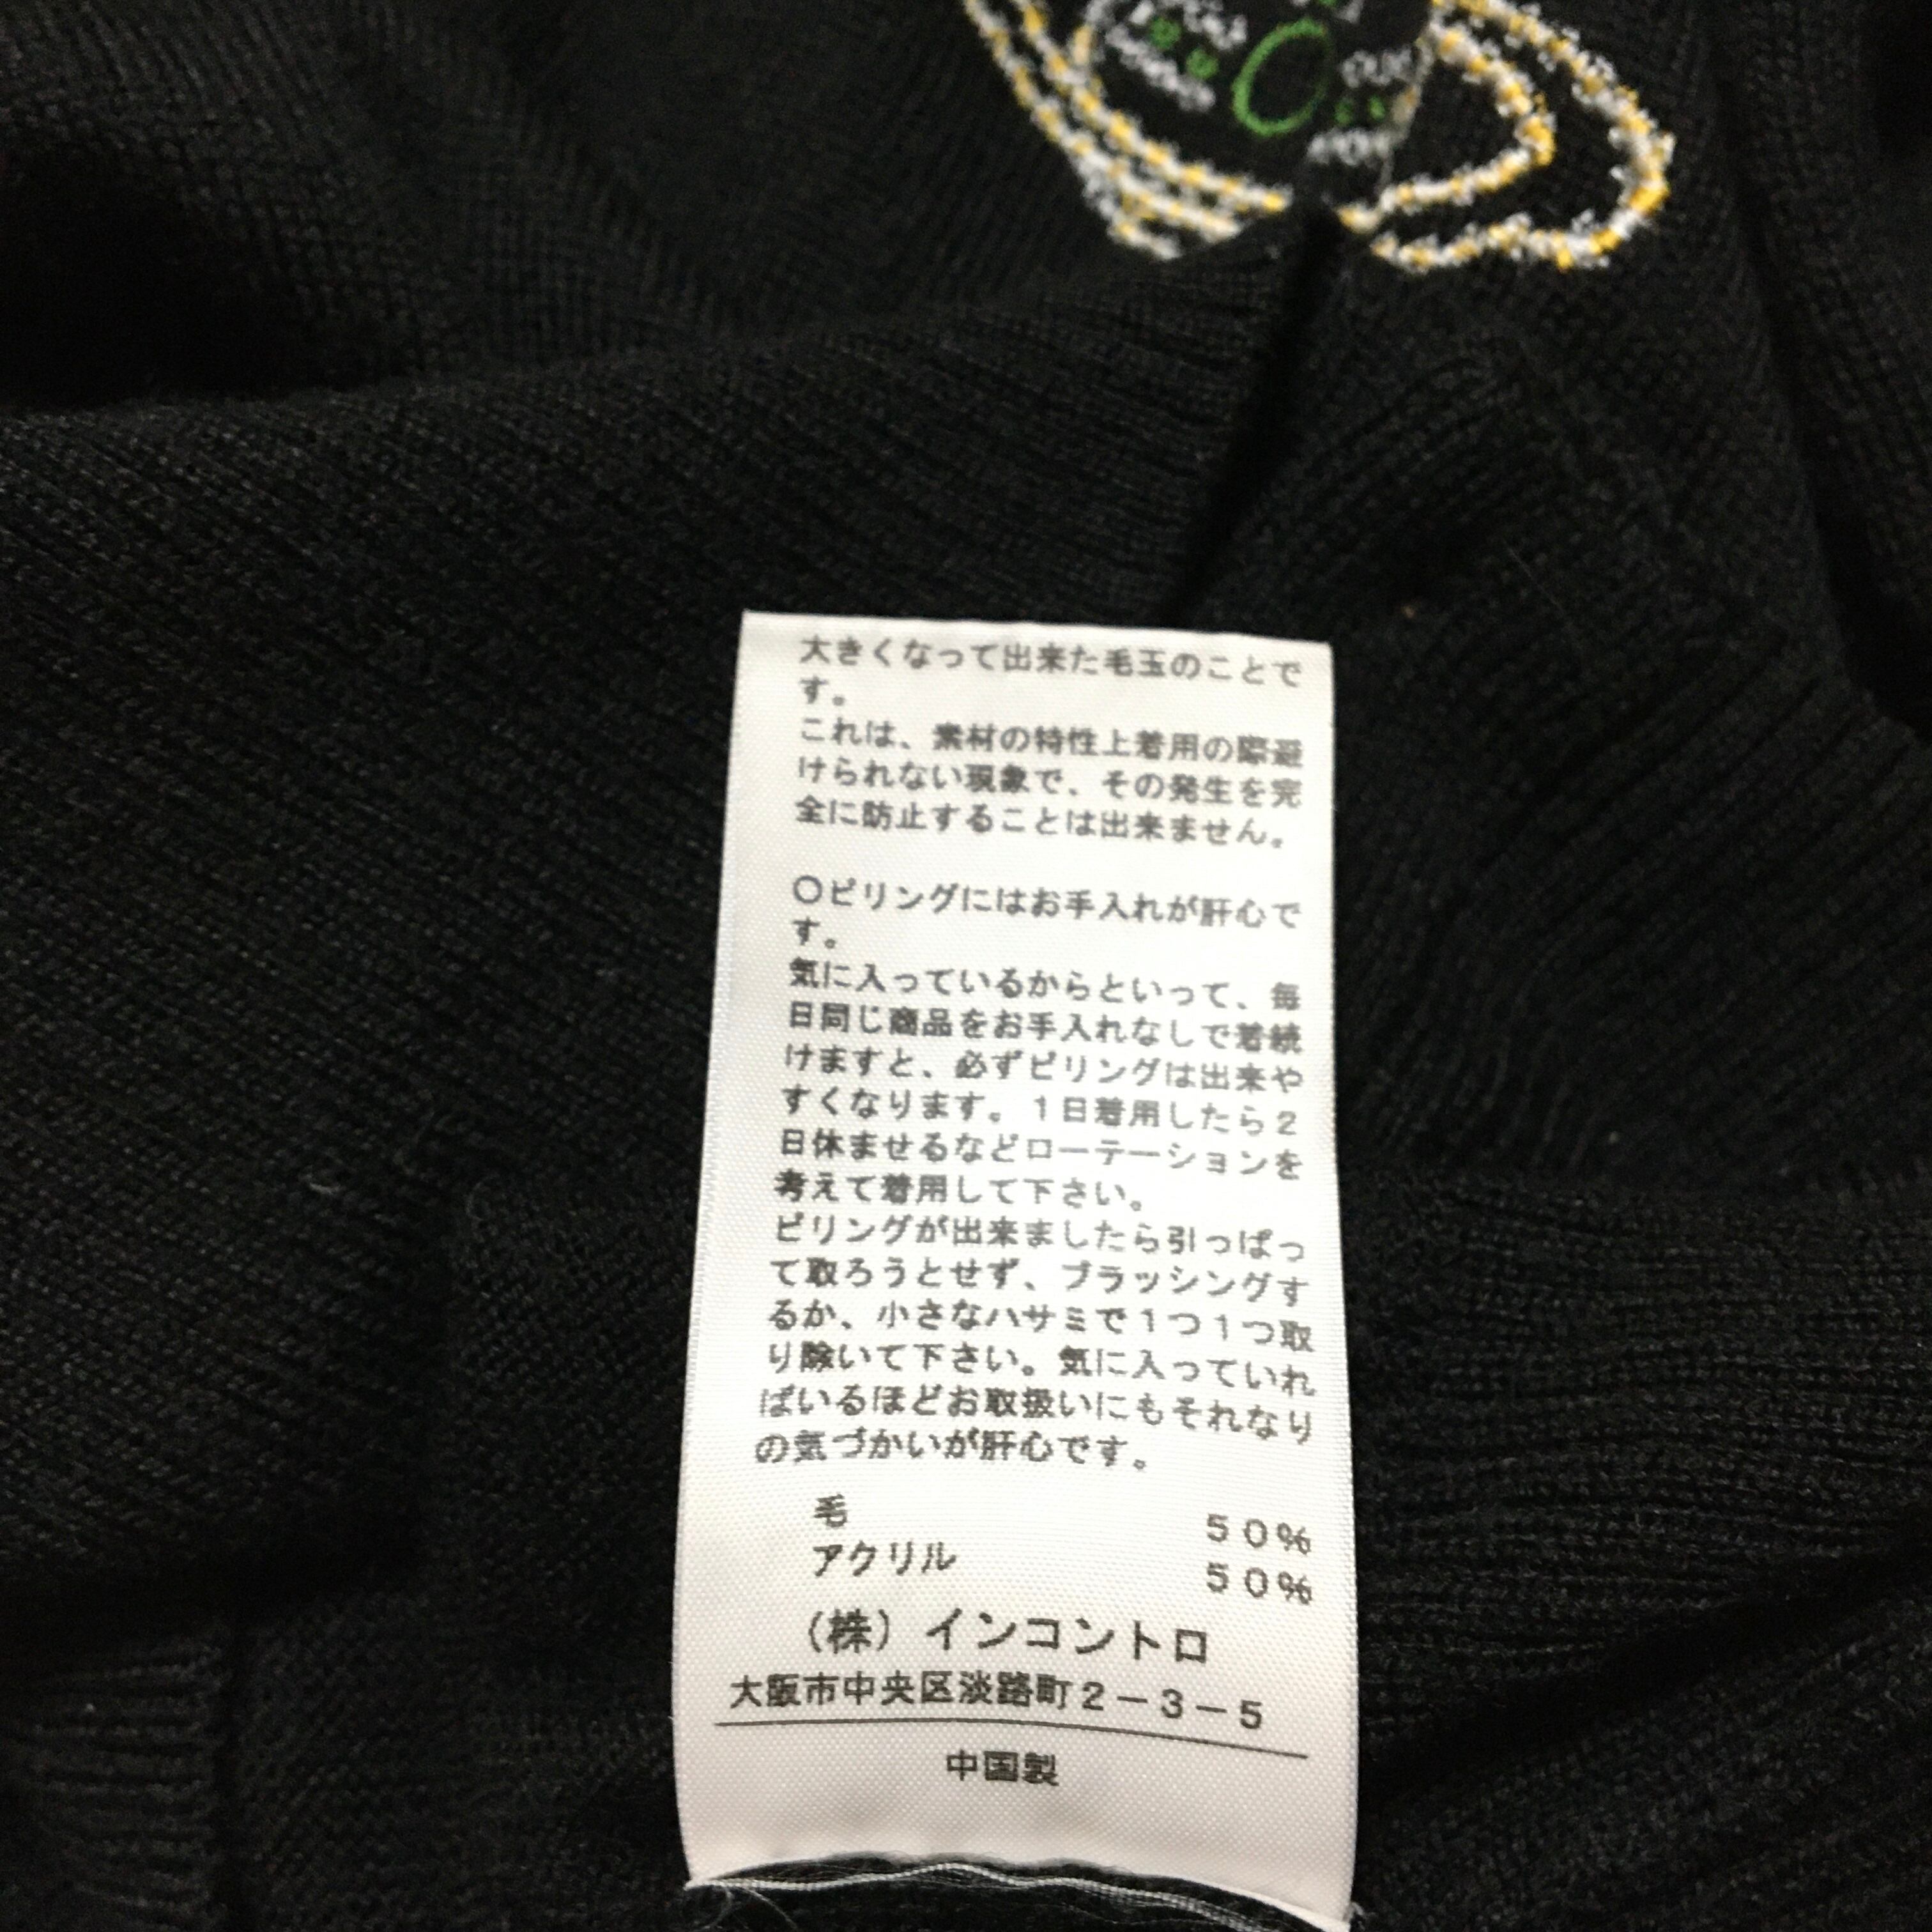 大きくなって出来た毛玉のことで
す。
これは、素材の特性上着用の際避
けられない現象で、その発生を完
全に防止することは出来ません。
○ピリングにはお手入れが肝心で
す。
気に入っているからといって、毎
日同じ商品をお手入れなしで着続
けますと、必ずピリングは出来や
すくなります。1日着用したら2
日休ませるなどローテーションを
考えて着用して下さい。
ピリングが出来ましたら引っぱっ
て取ろうとせず、ブラッシングす
るか、小さなハサミで1つ1つ取
り除いて下さい。気に入っていれ
ばいるほどお取扱いにもそれなり
の気づかいが肝心です。
毛 50%
アクリル 50%
(株)インコントロ
大阪市中央区淡路町2-3-5
中国製